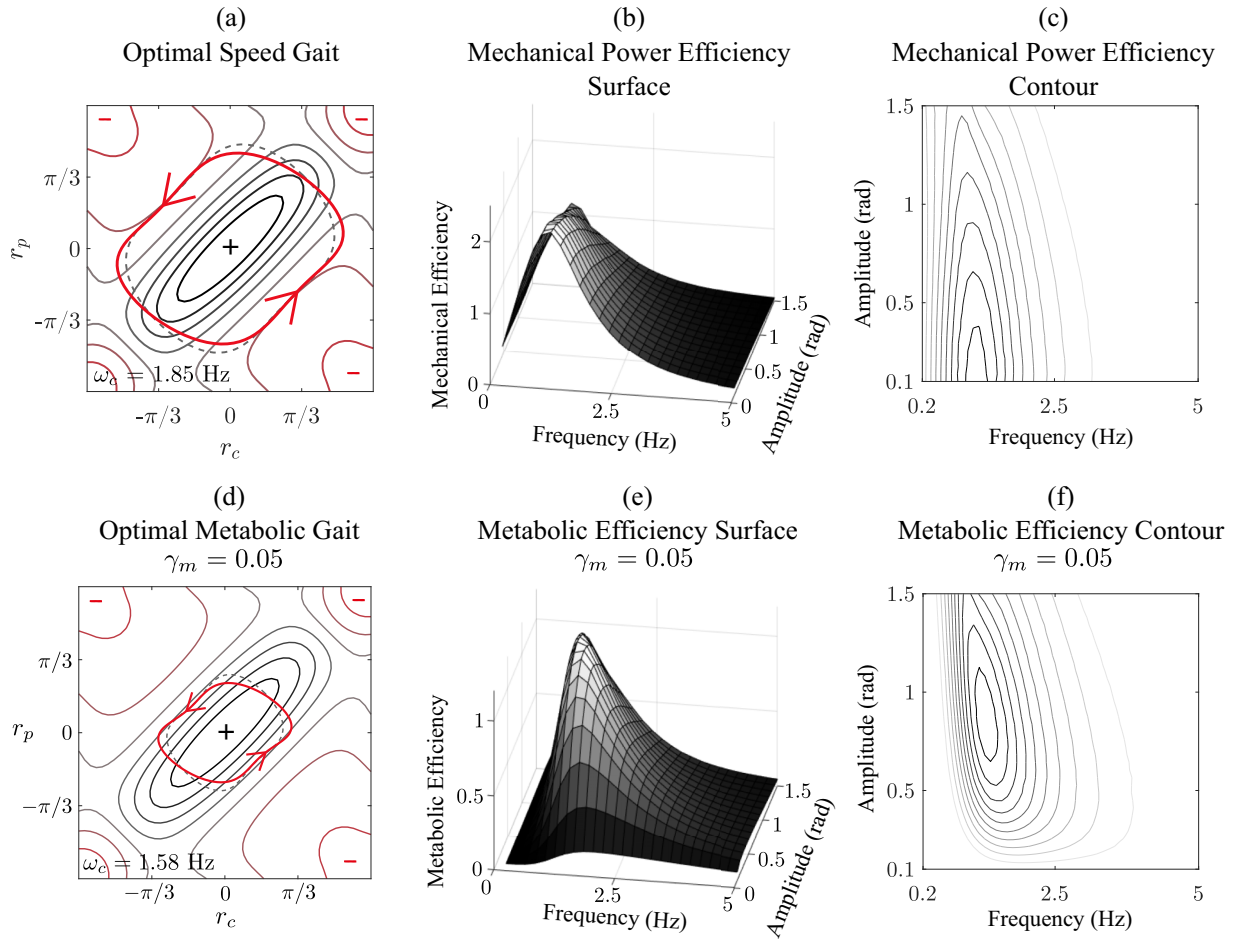 (a)
Optimal Speed Gait
π/3
0
-π/3
r_p
ω_c = 1.85 Hz
-π/3
0
π/3
r_c
+
−
−
(b)
Mechanical Power Efficiency
Surface
Mechanical Efficiency
2
1
0
0
2.5
5
Frequency (Hz)
0
0.5
1
1.5
Amplitude (rad)
(c)
Mechanical Power Efficiency
Contour
Amplitude (rad)
1.5
1
0.5
0.1
0.2
2.5
5
Frequency (Hz)
(d)
Optimal Metabolic Gait
γ_m = 0.05
π/3
0
−π/3
r_p
ω_c = 1.58 Hz
−π/3
0
π/3
r_c
+
−
−
(e)
Metabolic Efficiency Surface
γ_m = 0.05
Metabolic Efficiency
1
0.5
0
0
2.5
5
Frequency (Hz)
0
0.5
1
1.5
Amplitude (rad)
(f)
Metabolic Efficiency Contour
γ_m = 0.05
Amplitude (rad)
1.5
1
0.5
0.1
0.2
2.5
5
Frequency (Hz)